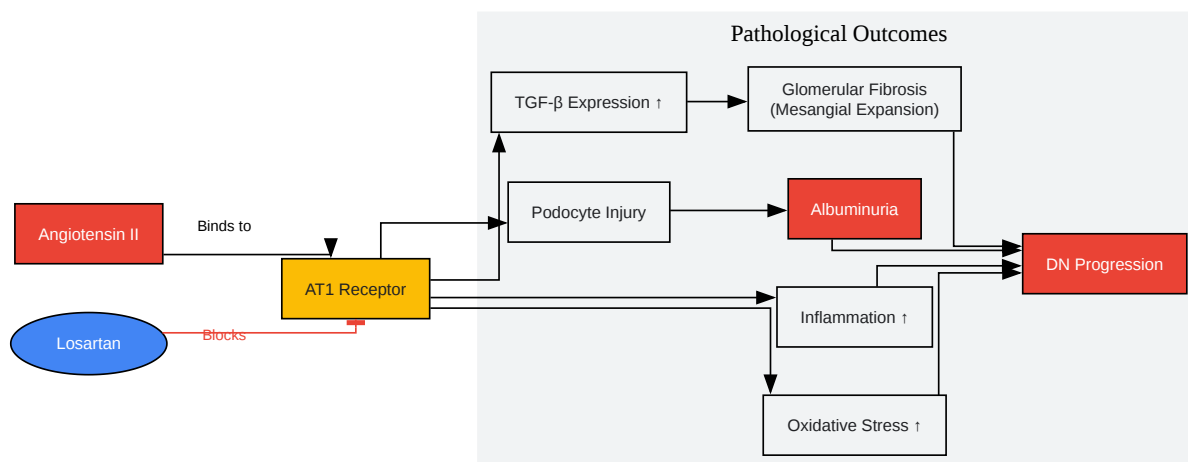 Pathological Outcomes
TGF-β Expression ↑
Glomerular Fibrosis
(Mesangial Expansion)
Podocyte Injury
Albuminuria
Angiotensin II
Binds to
AT1 Receptor
DN Progression
Losartan
Blocks
Inflammation ↑
Oxidative Stress ↑